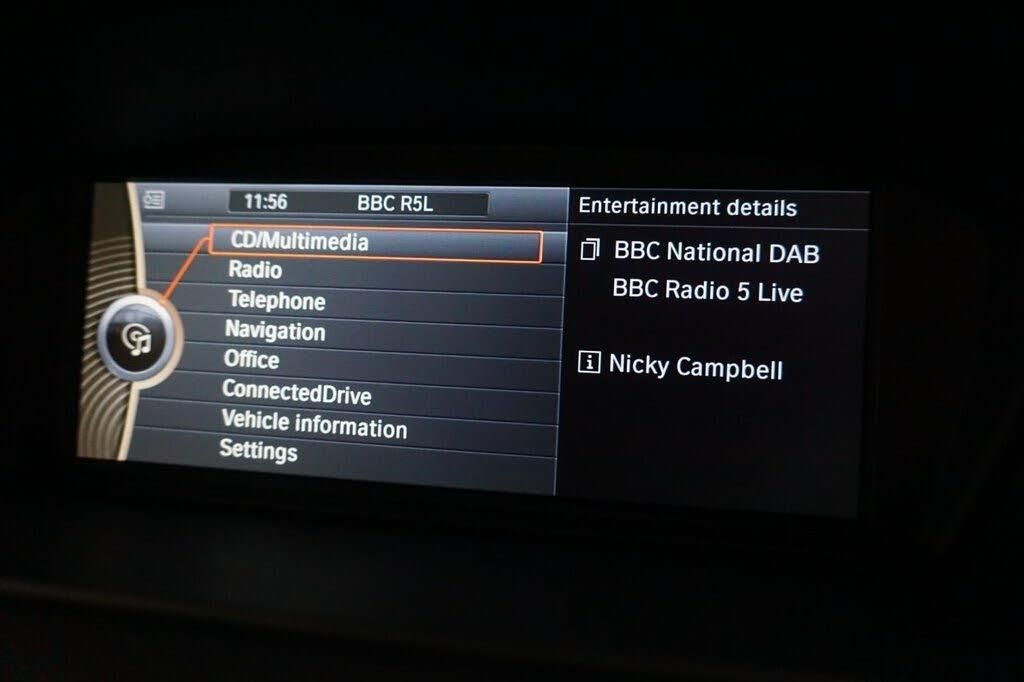 11:56 BBC R5L
CD/Multimedia
Radio
Telephone
Navigation
Office
ConnectedDrive
Vehicle information
Settings
Entertainment details
BBC National DAB
BBC Radio 5 Live
Nicky Campbell